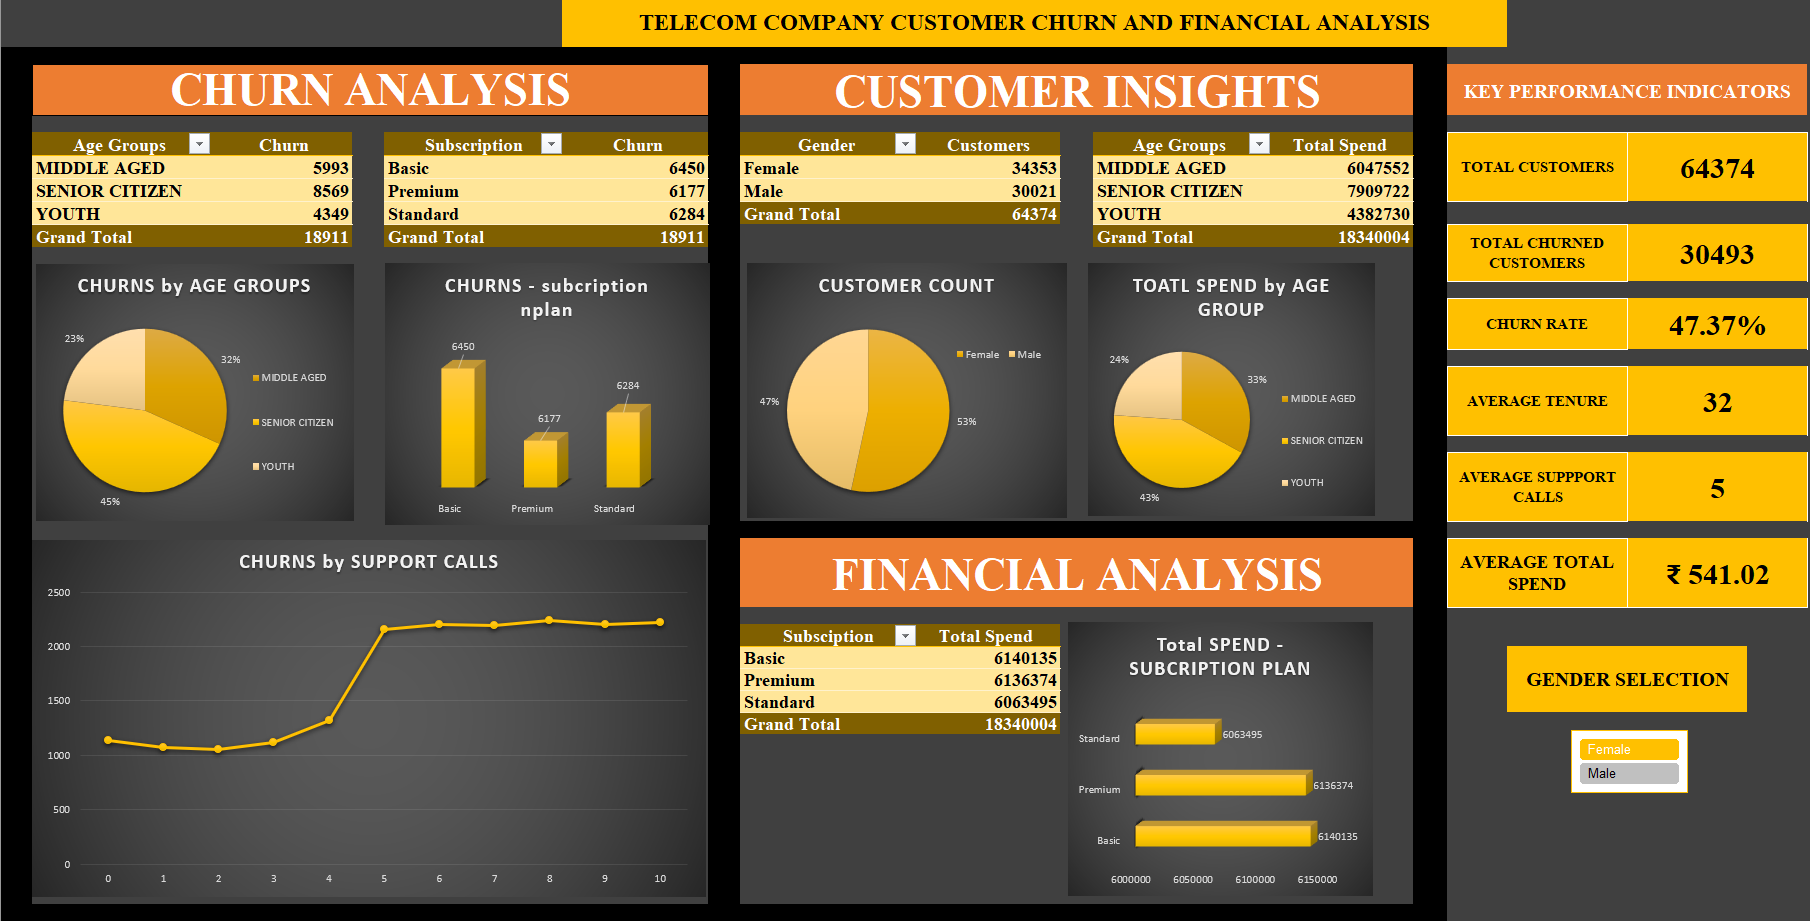 TELECOM COMPANY CUSTOMER CHURN AND FINANCIAL ANALYSIS
CHURN ANALYSIS
Age Groups Churn
MIDDLE AGED 5993
SENIOR CITIZEN 8569
YOUTH 4349
Grand Total 18911
Subscription Churn
Basic 6450
Premium 6177
Standard 6284
Grand Total 18911
CHURNS by AGE GROUPS
23%
32%
45%
MIDDLE AGED
SENIOR CITIZEN
YOUTH
CHURNS - subcription
nplan
6450
6177
6284
Basic Premium Standard
CHURNS by SUPPORT CALLS
2500
2000
1500
1000
500
0
0 1 2 3 4 5 6 7 8 9 10
CUSTOMER INSIGHTS
Gender Customers
Female 34353
Male 30021
Grand Total 64374
Age Groups Total Spend
MIDDLE AGED 6047552
SENIOR CITIZEN 7909722
YOUTH 4382730
Grand Total 18340004
CUSTOMER COUNT
Female Male
47%
53%
TOATL SPEND by AGE
GROUP
24%
33%
43%
MIDDLE AGED
SENIOR CITIZEN
YOUTH
FINANCIAL ANALYSIS
Subsciption Total Spend
Basic 6140135
Premium 6136374
Standard 6063495
Grand Total 18340004
Total SPEND -
SUBCRIPTION PLAN
Standard 6063495
Premium 6136374
Basic 6140135
6000000 6050000 6100000 6150000
KEY PERFORMANCE INDICATORS
TOTAL CUSTOMERS 64374
TOTAL CHURNED
CUSTOMERS
30493
CHURN RATE 47.37%
AVERAGE TENURE 32
AVERAGE SUPPPORT
CALLS
5
AVERAGE TOTAL
SPEND
₹ 541.02
GENDER SELECTION
Female
Male